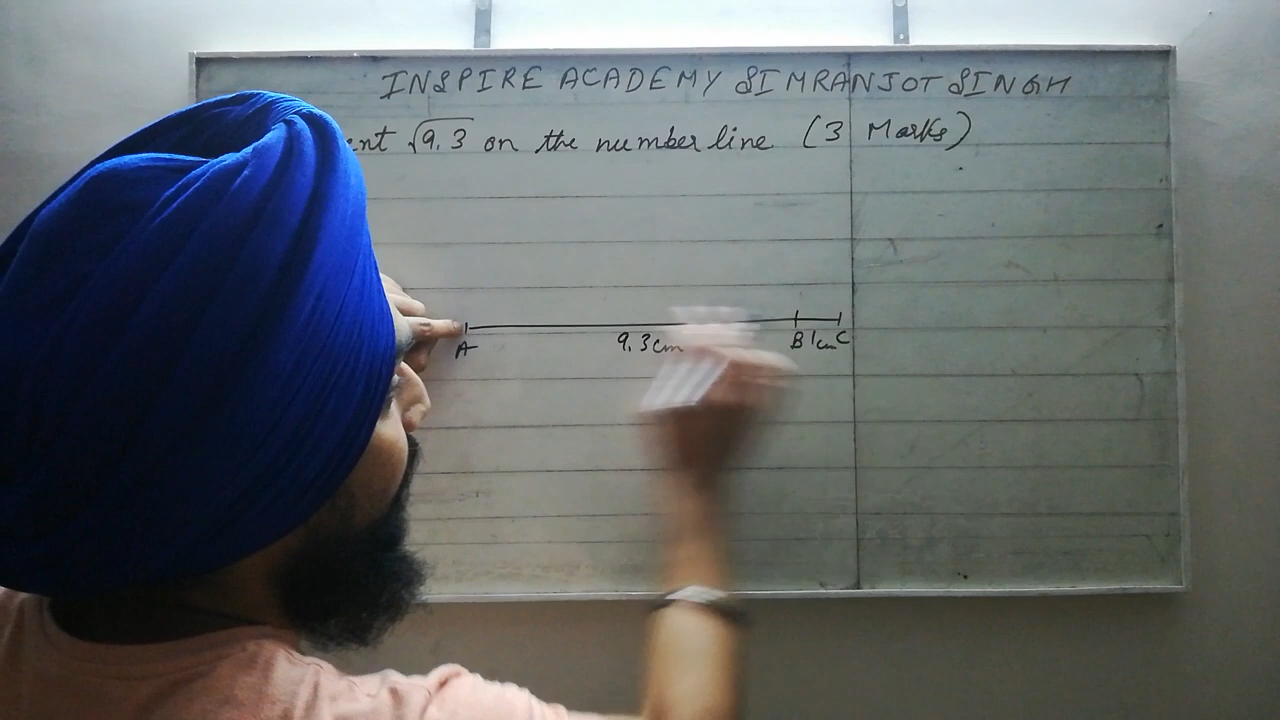 INSPIRE ACADEMY SIMRANJOT SINGH
ent √9.3 on the number line (3 Marks)
A 9.3cm B 1cm C